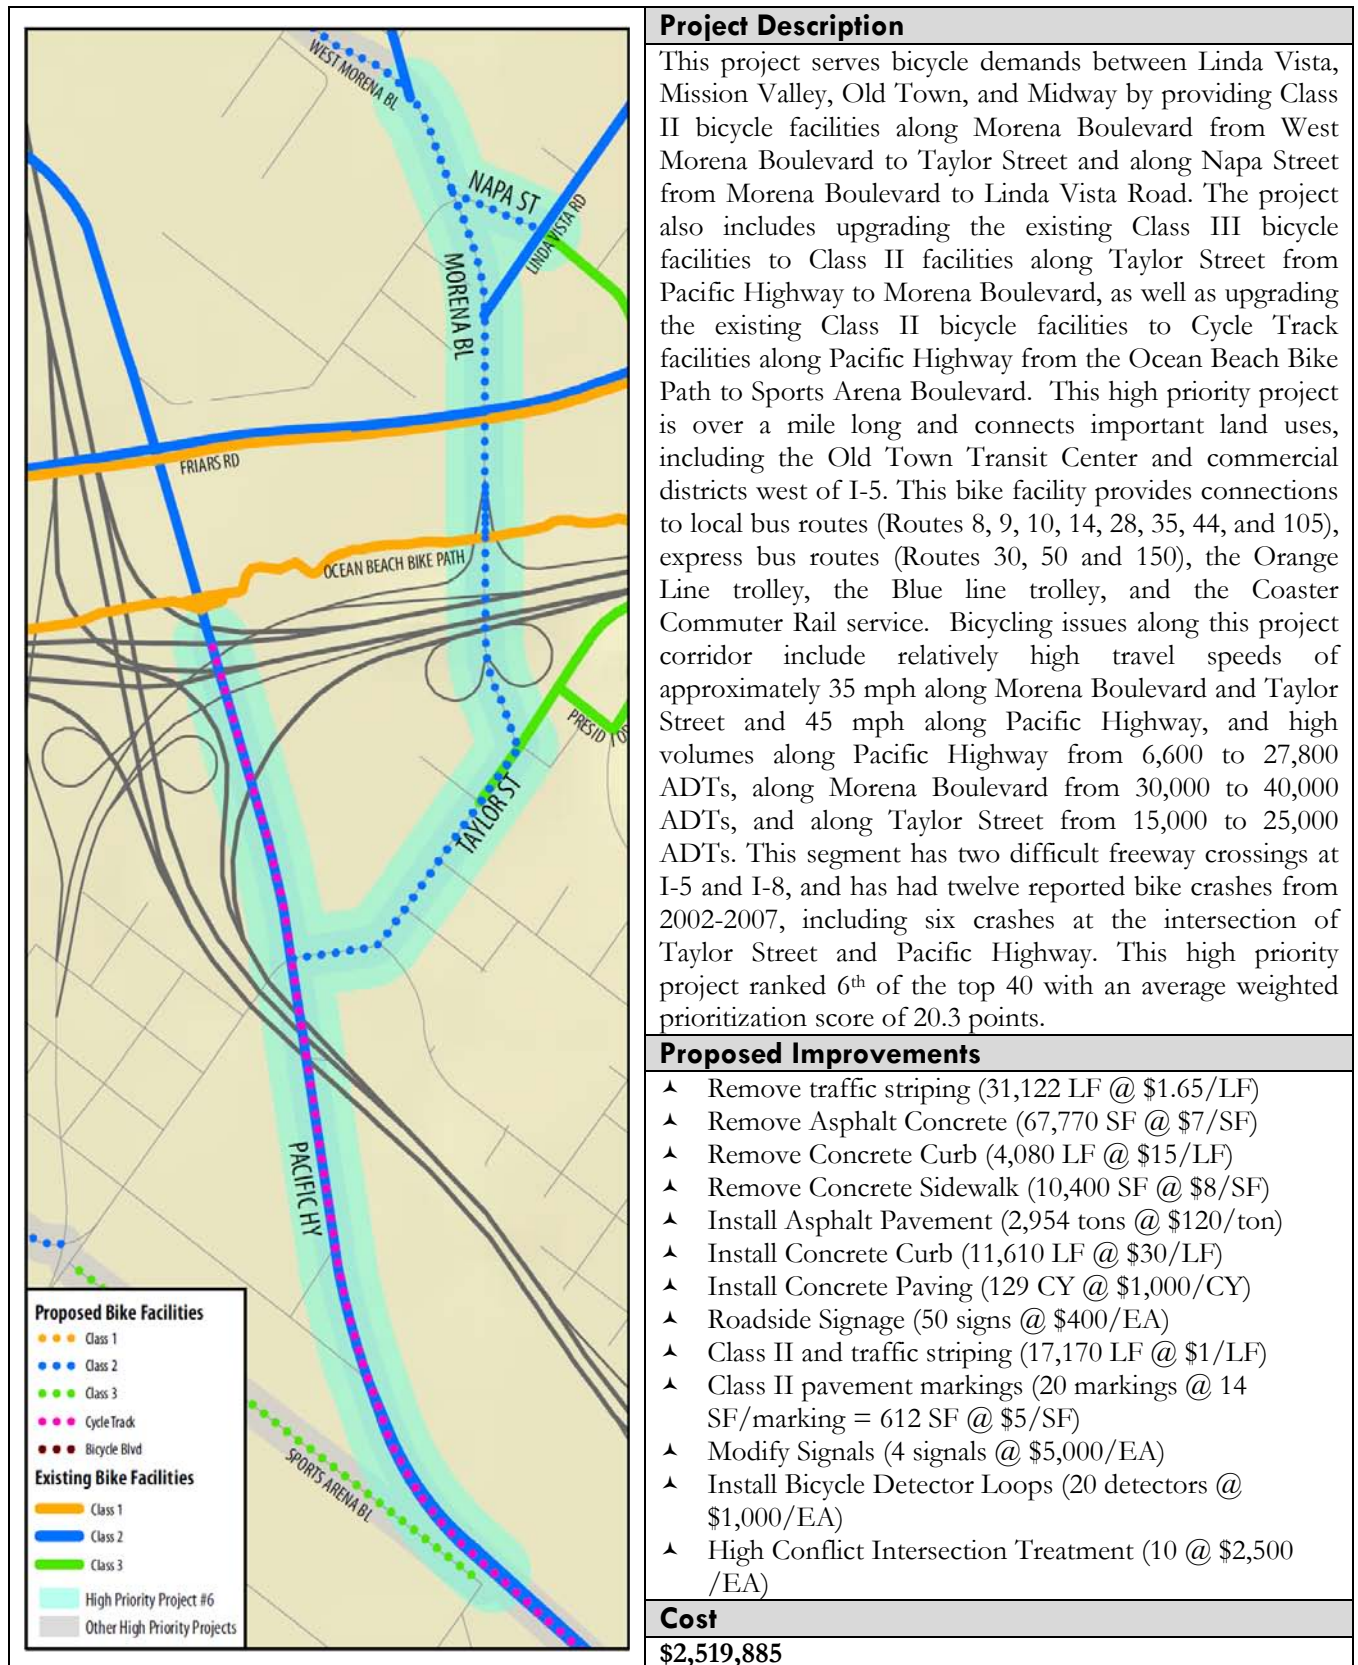 WEST MORENA BL
NAPA ST
LINDA VISTA RD
MORENA BL
FRIARS RD
OCEAN BEACH BIKE PATH
PRESID
TAYLOR ST
PACIFIC HY
SPORTS ARENA BL
Proposed Bike Facilities
Class 1
Class 2
Class 3
Cycle Track
Bicycle Blvd
Existing Bike Facilities
Class 1
Class 2
Class 3
High Priority Project #6
Other High Priority Projects
Project Description
This project serves bicycle demands between Linda Vista,
Mission Valley, Old Town, and Midway by providing Class
II bicycle facilities along Morena Boulevard from West
Morena Boulevard to Taylor Street and along Napa Street
from Morena Boulevard to Linda Vista Road. The project
also includes upgrading the existing Class III bicycle
facilities to Class II facilities along Taylor Street from
Pacific Highway to Morena Boulevard, as well as upgrading
the existing Class II bicycle facilities to Cycle Track
facilities along Pacific Highway from the Ocean Beach Bike
Path to Sports Arena Boulevard. This high priority project
is over a mile long and connects important land uses,
including the Old Town Transit Center and commercial
districts west of I-5. This bike facility provides connections
to local bus routes (Routes 8, 9, 10, 14, 28, 35, 44, and 105),
express bus routes (Routes 30, 50 and 150), the Orange
Line trolley, the Blue line trolley, and the Coaster
Commuter Rail service. Bicycling issues along this project
corridor include relatively high travel speeds of
approximately 35 mph along Morena Boulevard and Taylor
Street and 45 mph along Pacific Highway, and high
volumes along Pacific Highway from 6,600 to 27,800
ADTs, along Morena Boulevard from 30,000 to 40,000
ADTs, and along Taylor Street from 15,000 to 25,000
ADTs. This segment has two difficult freeway crossings at
I-5 and I-8, and has had twelve reported bike crashes from
2002-2007, including six crashes at the intersection of
Taylor Street and Pacific Highway. This high priority
project ranked 6th of the top 40 with an average weighted
prioritization score of 20.3 points.
Proposed Improvements
Remove traffic striping (31,122 LF @ $1.65/LF)
Remove Asphalt Concrete (67,770 SF @ $7/SF)
Remove Concrete Curb (4,080 LF @ $15/LF)
Remove Concrete Sidewalk (10,400 SF @ $8/SF)
Install Asphalt Pavement (2,954 tons @ $120/ton)
Install Concrete Curb (11,610 LF @ $30/LF)
Install Concrete Paving (129 CY @ $1,000/CY)
Roadside Signage (50 signs @ $400/EA)
Class II and traffic striping (17,170 LF @ $1/LF)
Class II pavement markings (20 markings @ 14
SF/marking = 612 SF @ $5/SF)
Modify Signals (4 signals @ $5,000/EA)
Install Bicycle Detector Loops (20 detectors @
$1,000/EA)
High Conflict Intersection Treatment (10 @ $2,500
/EA)
Cost
$2,519,885